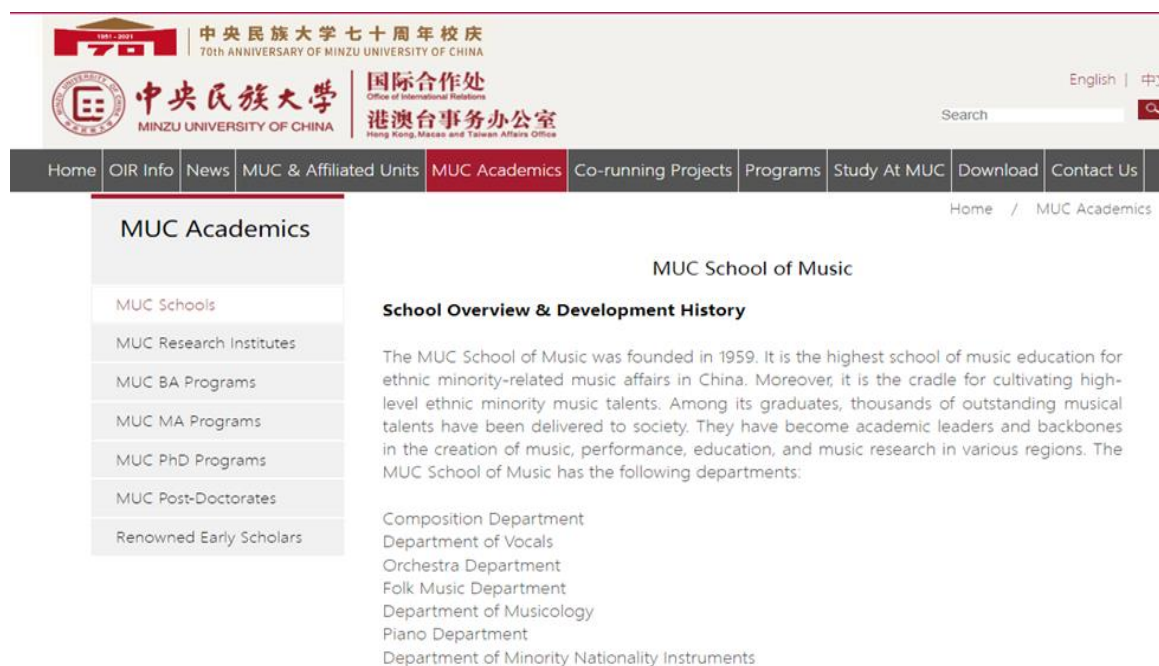 1951-2021
70
中央民族大学七十周年校庆
70th ANNIVERSARY OF MINZU UNIVERSITY OF CHINA
中央民族大学
MINZU UNIVERSITY OF CHINA
国际合作处
Office of International Relations
港澳台事务办公室
Hong Kong, Macao and Taiwan Affairs Office
English |
Search
Home OIR Info News MUC & Affiliated Units MUC Academics Co-running Projects Programs Study At MUC Download Contact Us
Home / MUC Academics
MUC Academics
MUC Schools
MUC Research Institutes
MUC BA Programs
MUC MA Programs
MUC PhD Programs
MUC Post-Doctorates
Renowned Early Scholars
MUC School of Music
School Overview & Development History
The MUC School of Music was founded in 1959. It is the highest school of music education for
ethnic minority-related music affairs in China. Moreover, it is the cradle for cultivating high-
level ethnic minority music talents. Among its graduates, thousands of outstanding musical
talents have been delivered to society. They have become academic leaders and backbones
in the creation of music, performance, education, and music research in various regions. The
MUC School of Music has the following departments:
Composition Department
Department of Vocals
Orchestra Department
Folk Music Department
Department of Musicology
Piano Department
Department of Minority Nationality Instruments